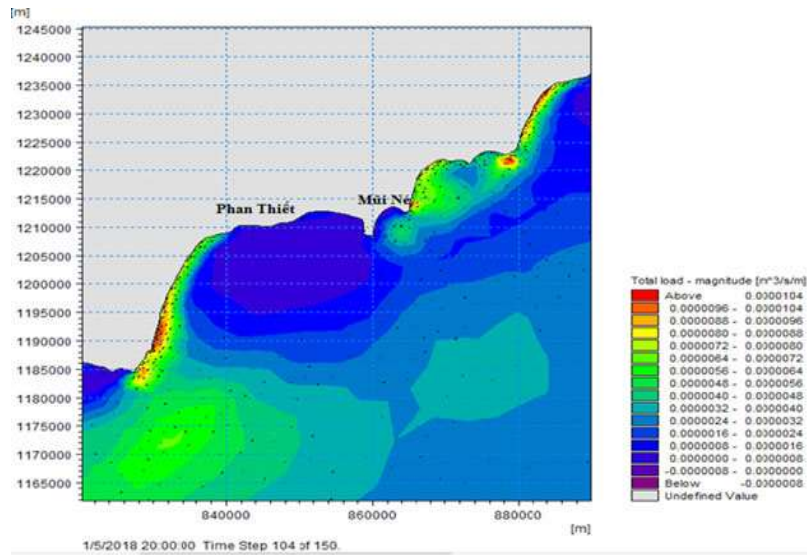 [m]
1245000
1240000
1235000
1230000
1225000
1220000
1215000
1210000
1205000
1200000
1195000
1190000
1185000
1180000
1175000
1170000
1165000
Phan Thiết
Mũi Né
840000
860000
880000
[m]
1/5/2018 20:00:00 Time Step 104 of 150.
Total load - magnitude [m^3/s/m]
Above 0.0000104
0.0000096 - 0.0000104
0.0000088 - 0.0000096
0.0000080 - 0.0000088
0.0000072 - 0.0000080
0.0000064 - 0.0000072
0.0000056 - 0.0000064
0.0000048 - 0.0000056
0.0000040 - 0.0000048
0.0000032 - 0.0000040
0.0000024 - 0.0000032
0.0000016 - 0.0000024
0.0000008 - 0.0000016
0.0000000 - 0.0000008
-0.0000008 - 0.0000000
Below -0.0000008
Undefined Value